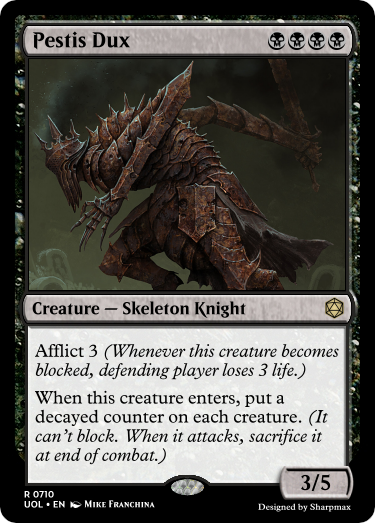 Pestis Dux
Creature — Skeleton Knight
Afflict 3 (Whenever this creature becomes
blocked, defending player loses 3 life.)
When this creature enters, put a
decayed counter on each creature. (It
can't block. When it attacks, sacrifice it
at end of combat.)
3/5
R 0710
UOL • EN Mike Franchina
Designed by Sharpmax